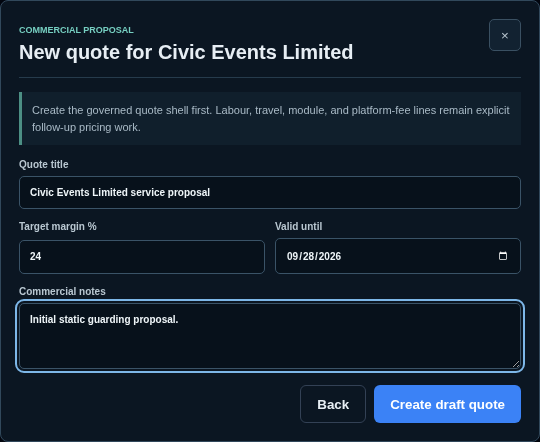 COMMERCIAL PROPOSAL
New quote for Civic Events Limited
×
Create the governed quote shell first. Labour, travel, module, and platform-fee lines remain explicit
follow-up pricing work.
Quote title
Civic Events Limited service proposal
Target margin %
Valid until
24
09/28/2026
Commercial notes
Initial static guarding proposal.
Back
Create draft quote